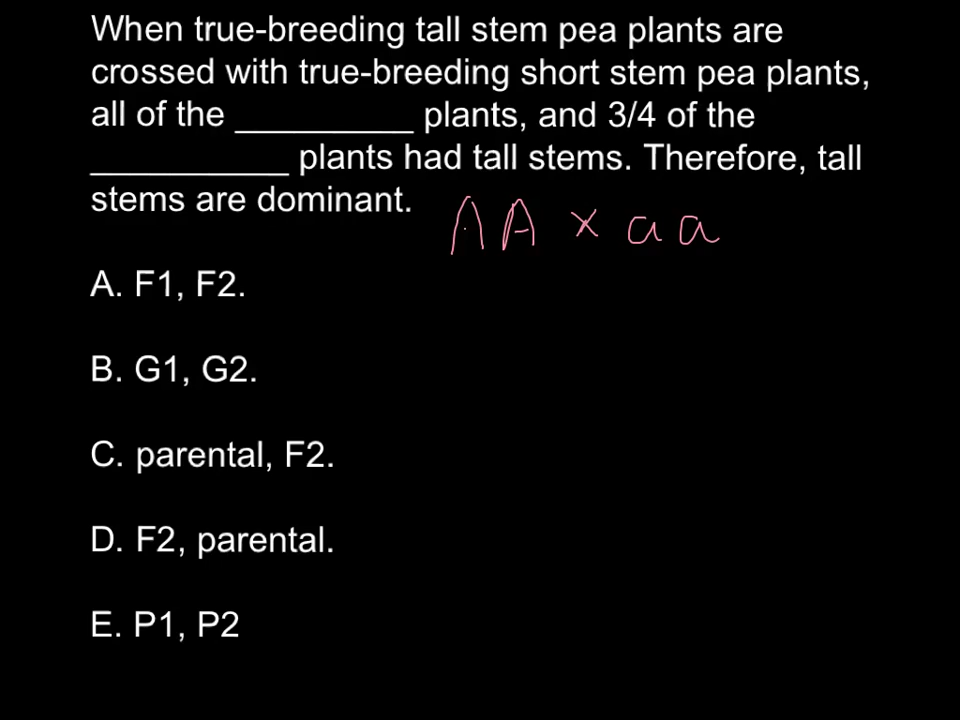 When true-breeding tall stem pea plants are
crossed with true-breeding short stem pea plants,
all of the _________ plants, and 3/4 of the
__________ plants had tall stems. Therefore, tall
stems are dominant.
AA × aa
A. F1, F2.
B. G1, G2.
C. parental, F2.
D. F2, parental.
E. P1, P2